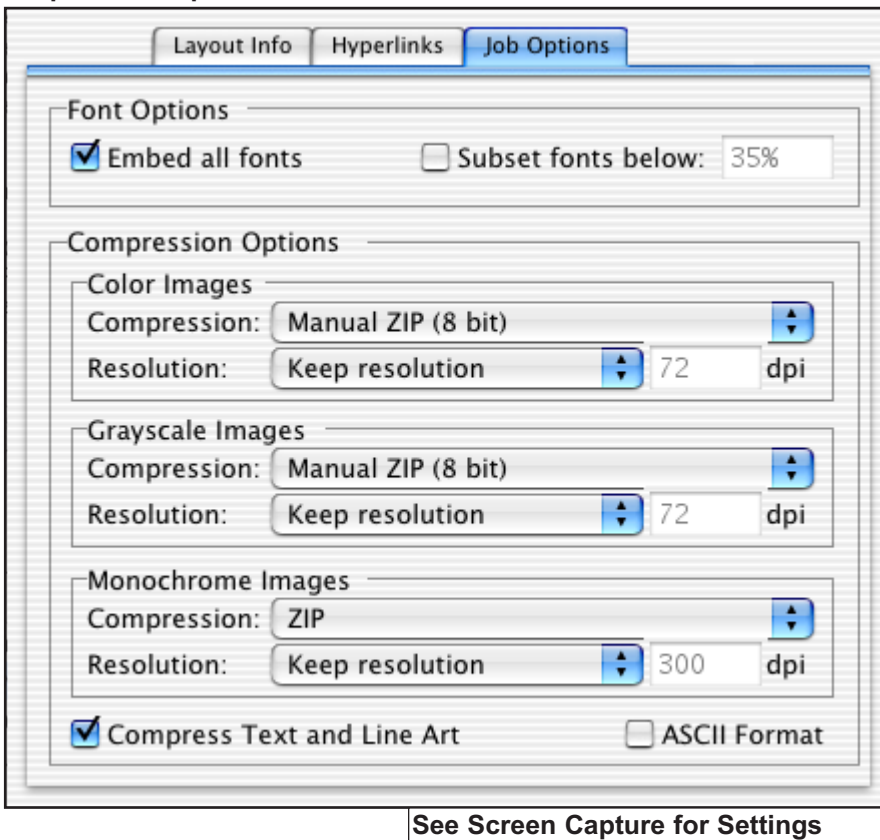 Layout Info Hyperlinks Job Options
Font Options
Embed all fonts Subset fonts below: 35%
Compression Options
Color Images
Compression: Manual ZIP (8 bit)
Resolution: Keep resolution 72 dpi
Grayscale Images
Compression: Manual ZIP (8 bit)
Resolution: Keep resolution 72 dpi
Monochrome Images
Compression: ZIP
Resolution: Keep resolution 300 dpi
Compress Text and Line Art ASCII Format
See Screen Capture for Settings